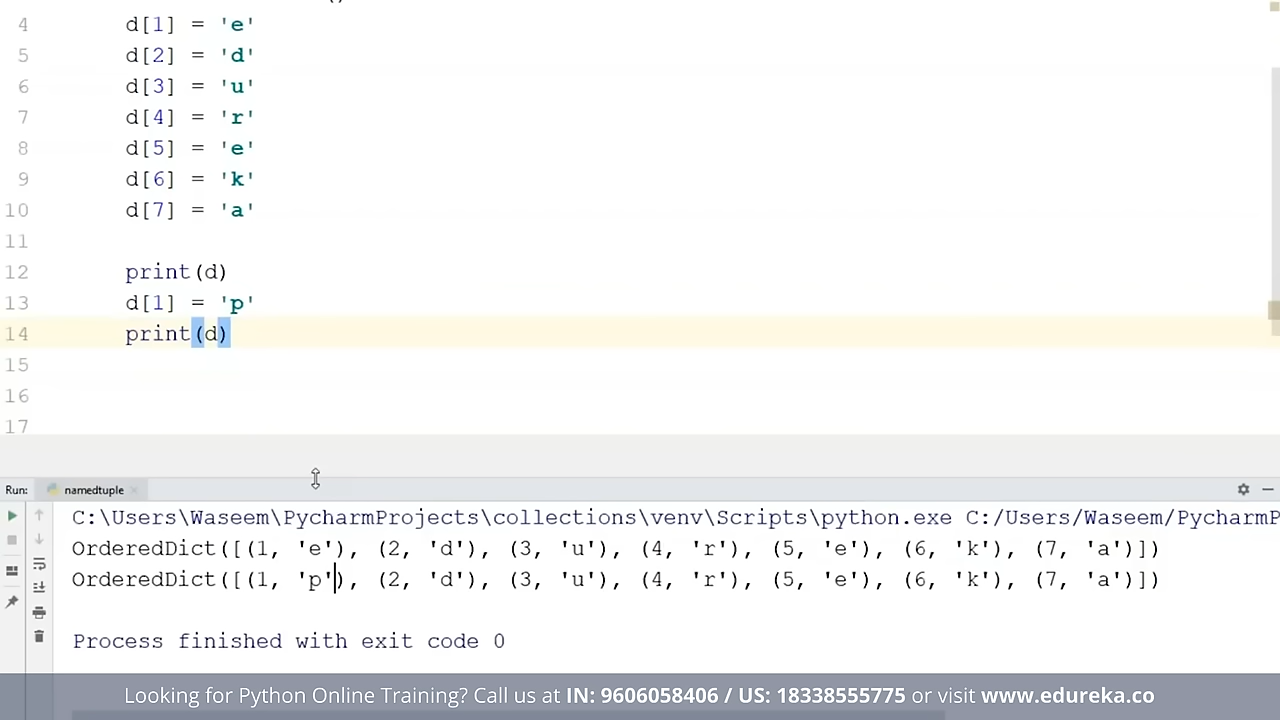 4 d[1] = 'e'
5 d[2] = 'd'
6 d[3] = 'u'
7 d[4] = 'r'
8 d[5] = 'e'
9 d[6] = 'k'
10 d[7] = 'a'
11
12 print(d)
13 d[1] = 'p'
14 print(d)
15
16
17
Run: namedtuple
C:\Users\Waseem\PycharmProjects\collections\venv\Scripts\python.exe C:/Users/Waseem/PycharmP
OrderedDict([(1, 'e'), (2, 'd'), (3, 'u'), (4, 'r'), (5, 'e'), (6, 'k'), (7, 'a')])
OrderedDict([(1, 'p'), (2, 'd'), (3, 'u'), (4, 'r'), (5, 'e'), (6, 'k'), (7, 'a')])
Process finished with exit code 0
Looking for Python Online Training? Call us at IN: 9606058406 / US: 18338555775 or visit www.edureka.co